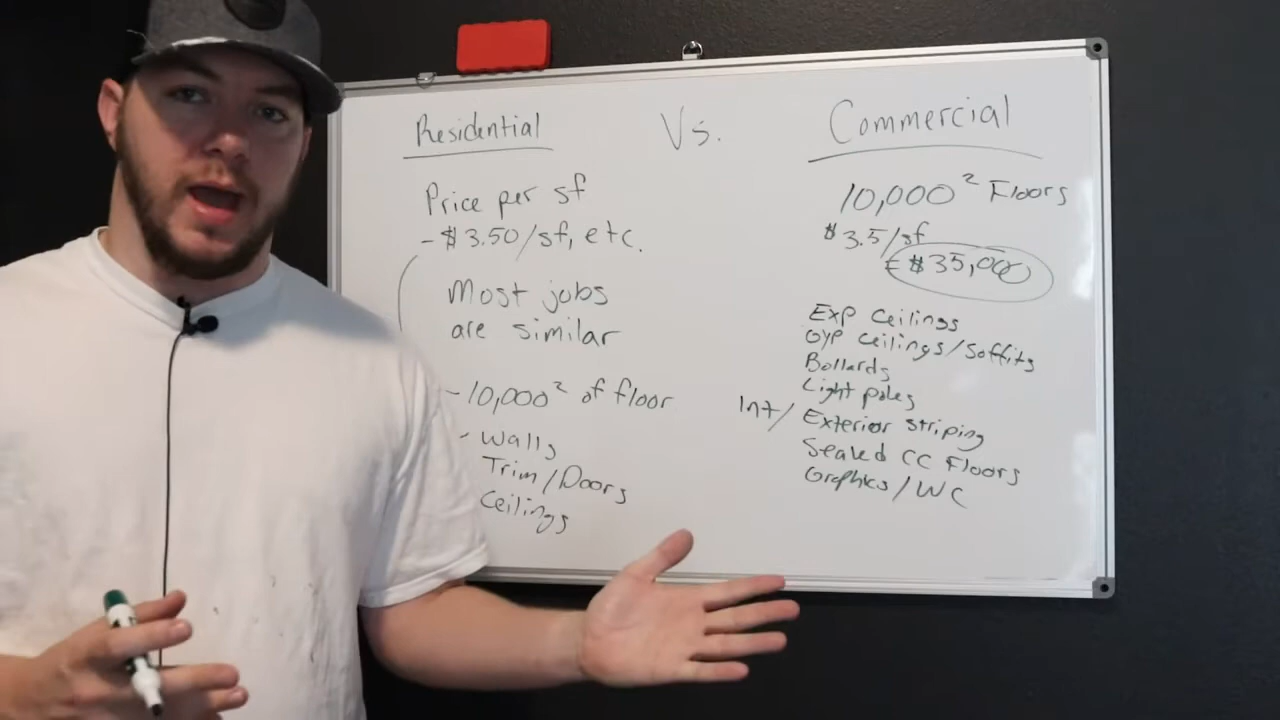 Residential Vs. Commercial
Price per sf
- $3.50/sf, etc.
Most jobs
are similar
- 10,000² of floor
- Walls
Trim/Doors
Ceilings
10,000² Floors
$3.5/sf
= $35,000
Exp Ceilings
Gyp Ceilings/Soffits
Bollards
Light poles
Int/ Exterior striping
Sealed CC Floors
Graphics/WC